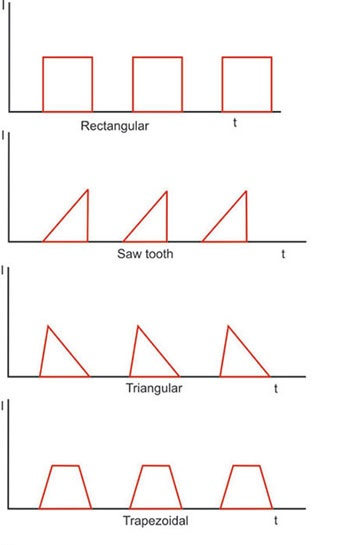 I
Rectangular t
I
Saw tooth t
I
Triangular t
I
Trapezoidal t